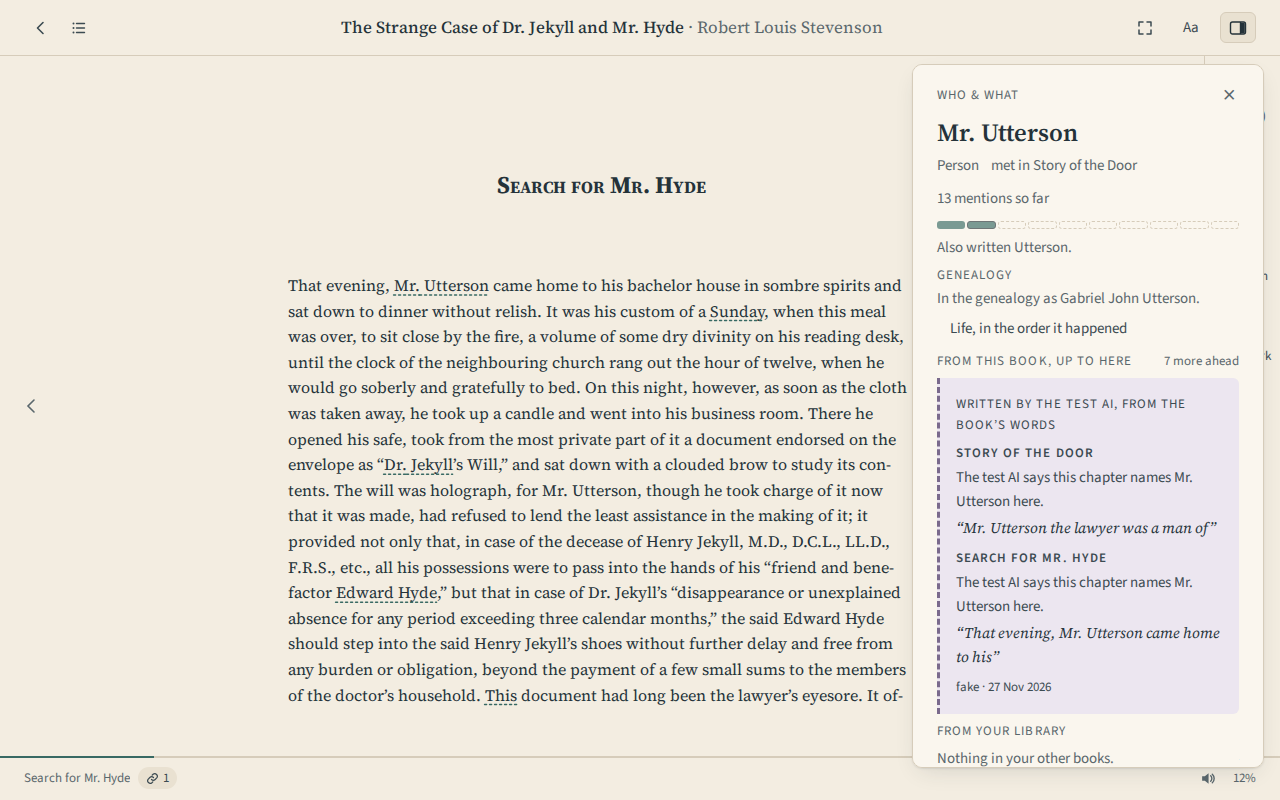 The Strange Case of Dr. Jekyll and Mr. Hyde · Robert Louis Stevenson
Aa
Search for Mr. Hyde
That evening, Mr. Utterson came home to his bachelor house in sombre spirits and
sat down to dinner without relish. It was his custom of a Sunday, when this meal
was over, to sit close by the fire, a volume of some dry divinity on his reading desk,
until the clock of the neighbouring church rang out the hour of twelve, when he
would go soberly and gratefully to bed. On this night, however, as soon as the cloth
was taken away, he took up a candle and went into his business room. There he
opened his safe, took from the most private part of it a document endorsed on the
envelope as “Dr. Jekyll’s Will,” and sat down with a clouded brow to study its con-
tents. The will was holograph, for Mr. Utterson, though he took charge of it now
that it was made, had refused to lend the least assistance in the making of it; it
provided not only that, in case of the decease of Henry Jekyll, M.D., D.C.L., LL.D.,
F.R.S., etc., all his possessions were to pass into the hands of his “friend and bene-
factor Edward Hyde,” but that in case of Dr. Jekyll’s “disappearance or unexplained
absence for any period exceeding three calendar months,” the said Edward Hyde
should step into the said Henry Jekyll’s shoes without further delay and free from
any burden or obligation, beyond the payment of a few small sums to the members
of the doctor’s household. This document had long been the lawyer’s eyesore. It of-
WHO & WHAT
Mr. Utterson
Person met in Story of the Door
13 mentions so far
Also written Utterson.
GENEALOGY
In the genealogy as Gabriel John Utterson.
Life, in the order it happened
FROM THIS BOOK, UP TO HERE 7 more ahead
WRITTEN BY THE TEST AI, FROM THE
BOOK’S WORDS
STORY OF THE DOOR
The test AI says this chapter names Mr.
Utterson here.
“Mr. Utterson the lawyer was a man of”
SEARCH FOR MR. HYDE
The test AI says this chapter names Mr.
Utterson here.
“That evening, Mr. Utterson came home
to his”
fake · 27 Nov 2026
FROM YOUR LIBRARY
Nothing in your other books.
Search for Mr. Hyde 1
12%